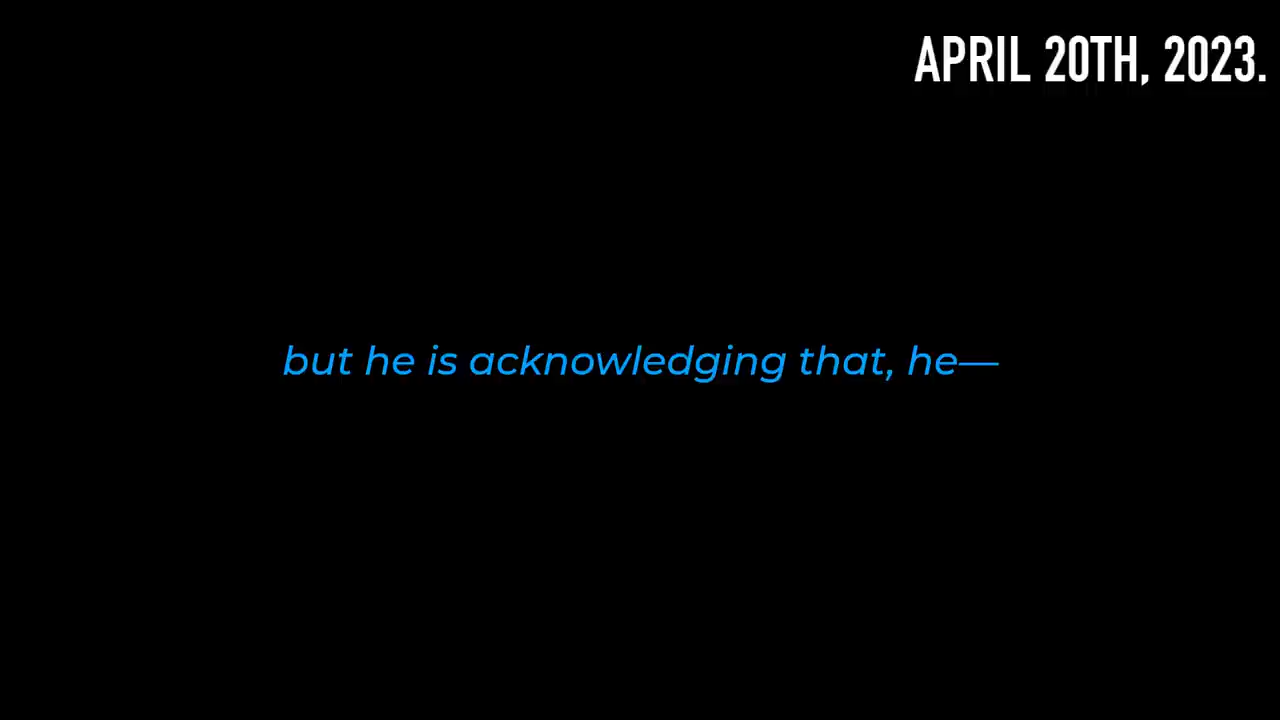 APRIL 20TH, 2023.
but he is acknowledging that, he—